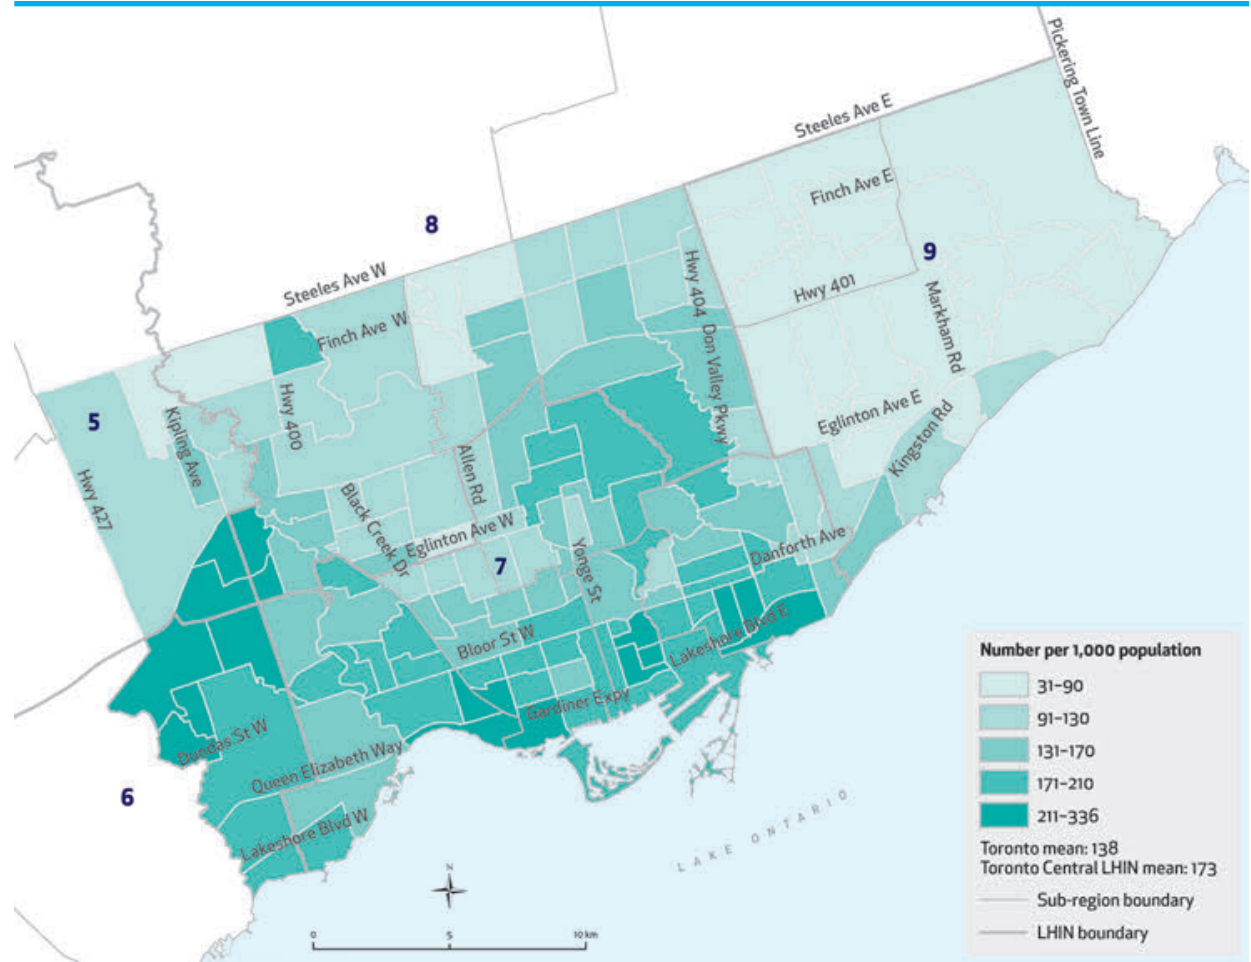 Pickering Town Line
Steeles Ave E
Finch Ave E
8
9
Steeles Ave W
Hwy 404
Hwy 401
Markham Rd
Finch Ave W
Don Valley Pkwy
5
Kipling Ave
Hwy 400
Allen Rd
Eglinton Ave E
Kingston Rd
Hwy 427
Black Creek Dr
Eglinton Ave W
7
Yonge St
Danforth Ave
Bloor St W
Lakeshore Blvd E
Gardiner Expy
Dundas St W
Queen Elizabeth Way
6
Lakeshore Blvd W
LAKE ONTARIO
N
0 5 10 km
Number per 1,000 population
31–90
91–130
131–170
171–210
211–336
Toronto mean: 138
Toronto Central LHIN mean: 173
Sub-region boundary
LHIN boundary